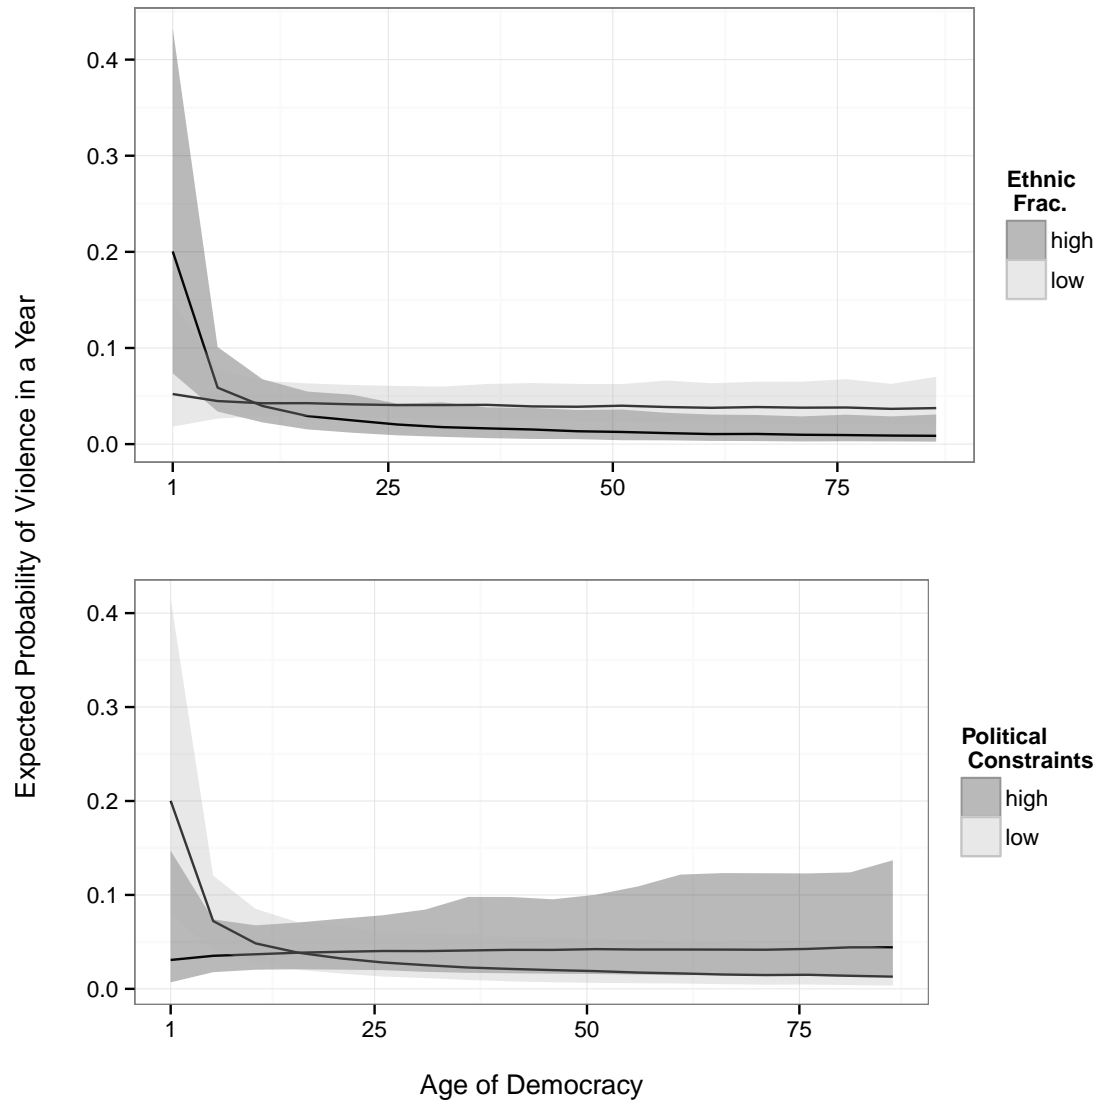 Expected Probability of Violence in a Year
0.4
0.3
0.2
0.1
0.0
1 25 50 75
Ethnic
Frac.
high
low
0.4
0.3
0.2
0.1
0.0
1 25 50 75
Political
Constraints
high
low
Age of Democracy